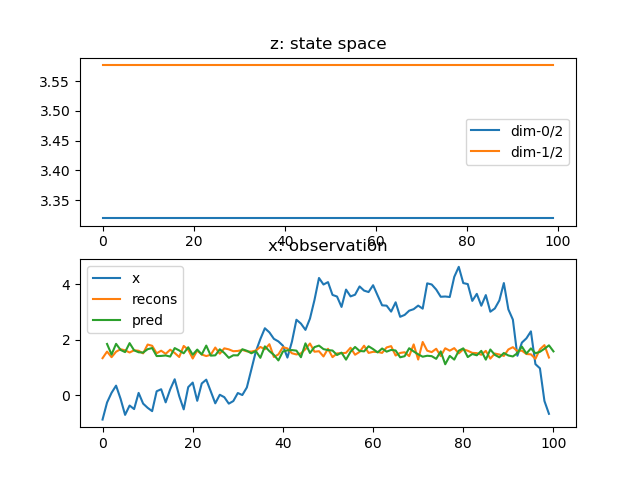 z: state space
3.55
3.50
3.45
3.40
3.35
dim-0/2
dim-1/2
0 20 40 60 80 100
x: observation
4
2
0
x
recons
pred
0 20 40 60 80 100